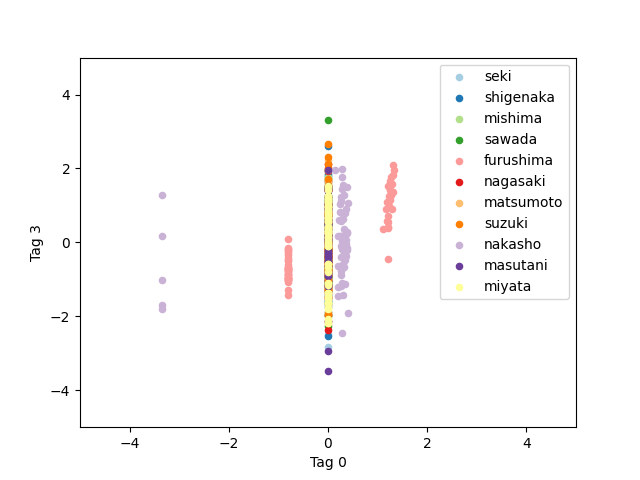 4
2
0
−2
−4
Tag 3
−4
−2
0
2
4
Tag 0
seki
shigenaka
mishima
sawada
furushima
nagasaki
matsumoto
suzuki
nakasho
masutani
miyata